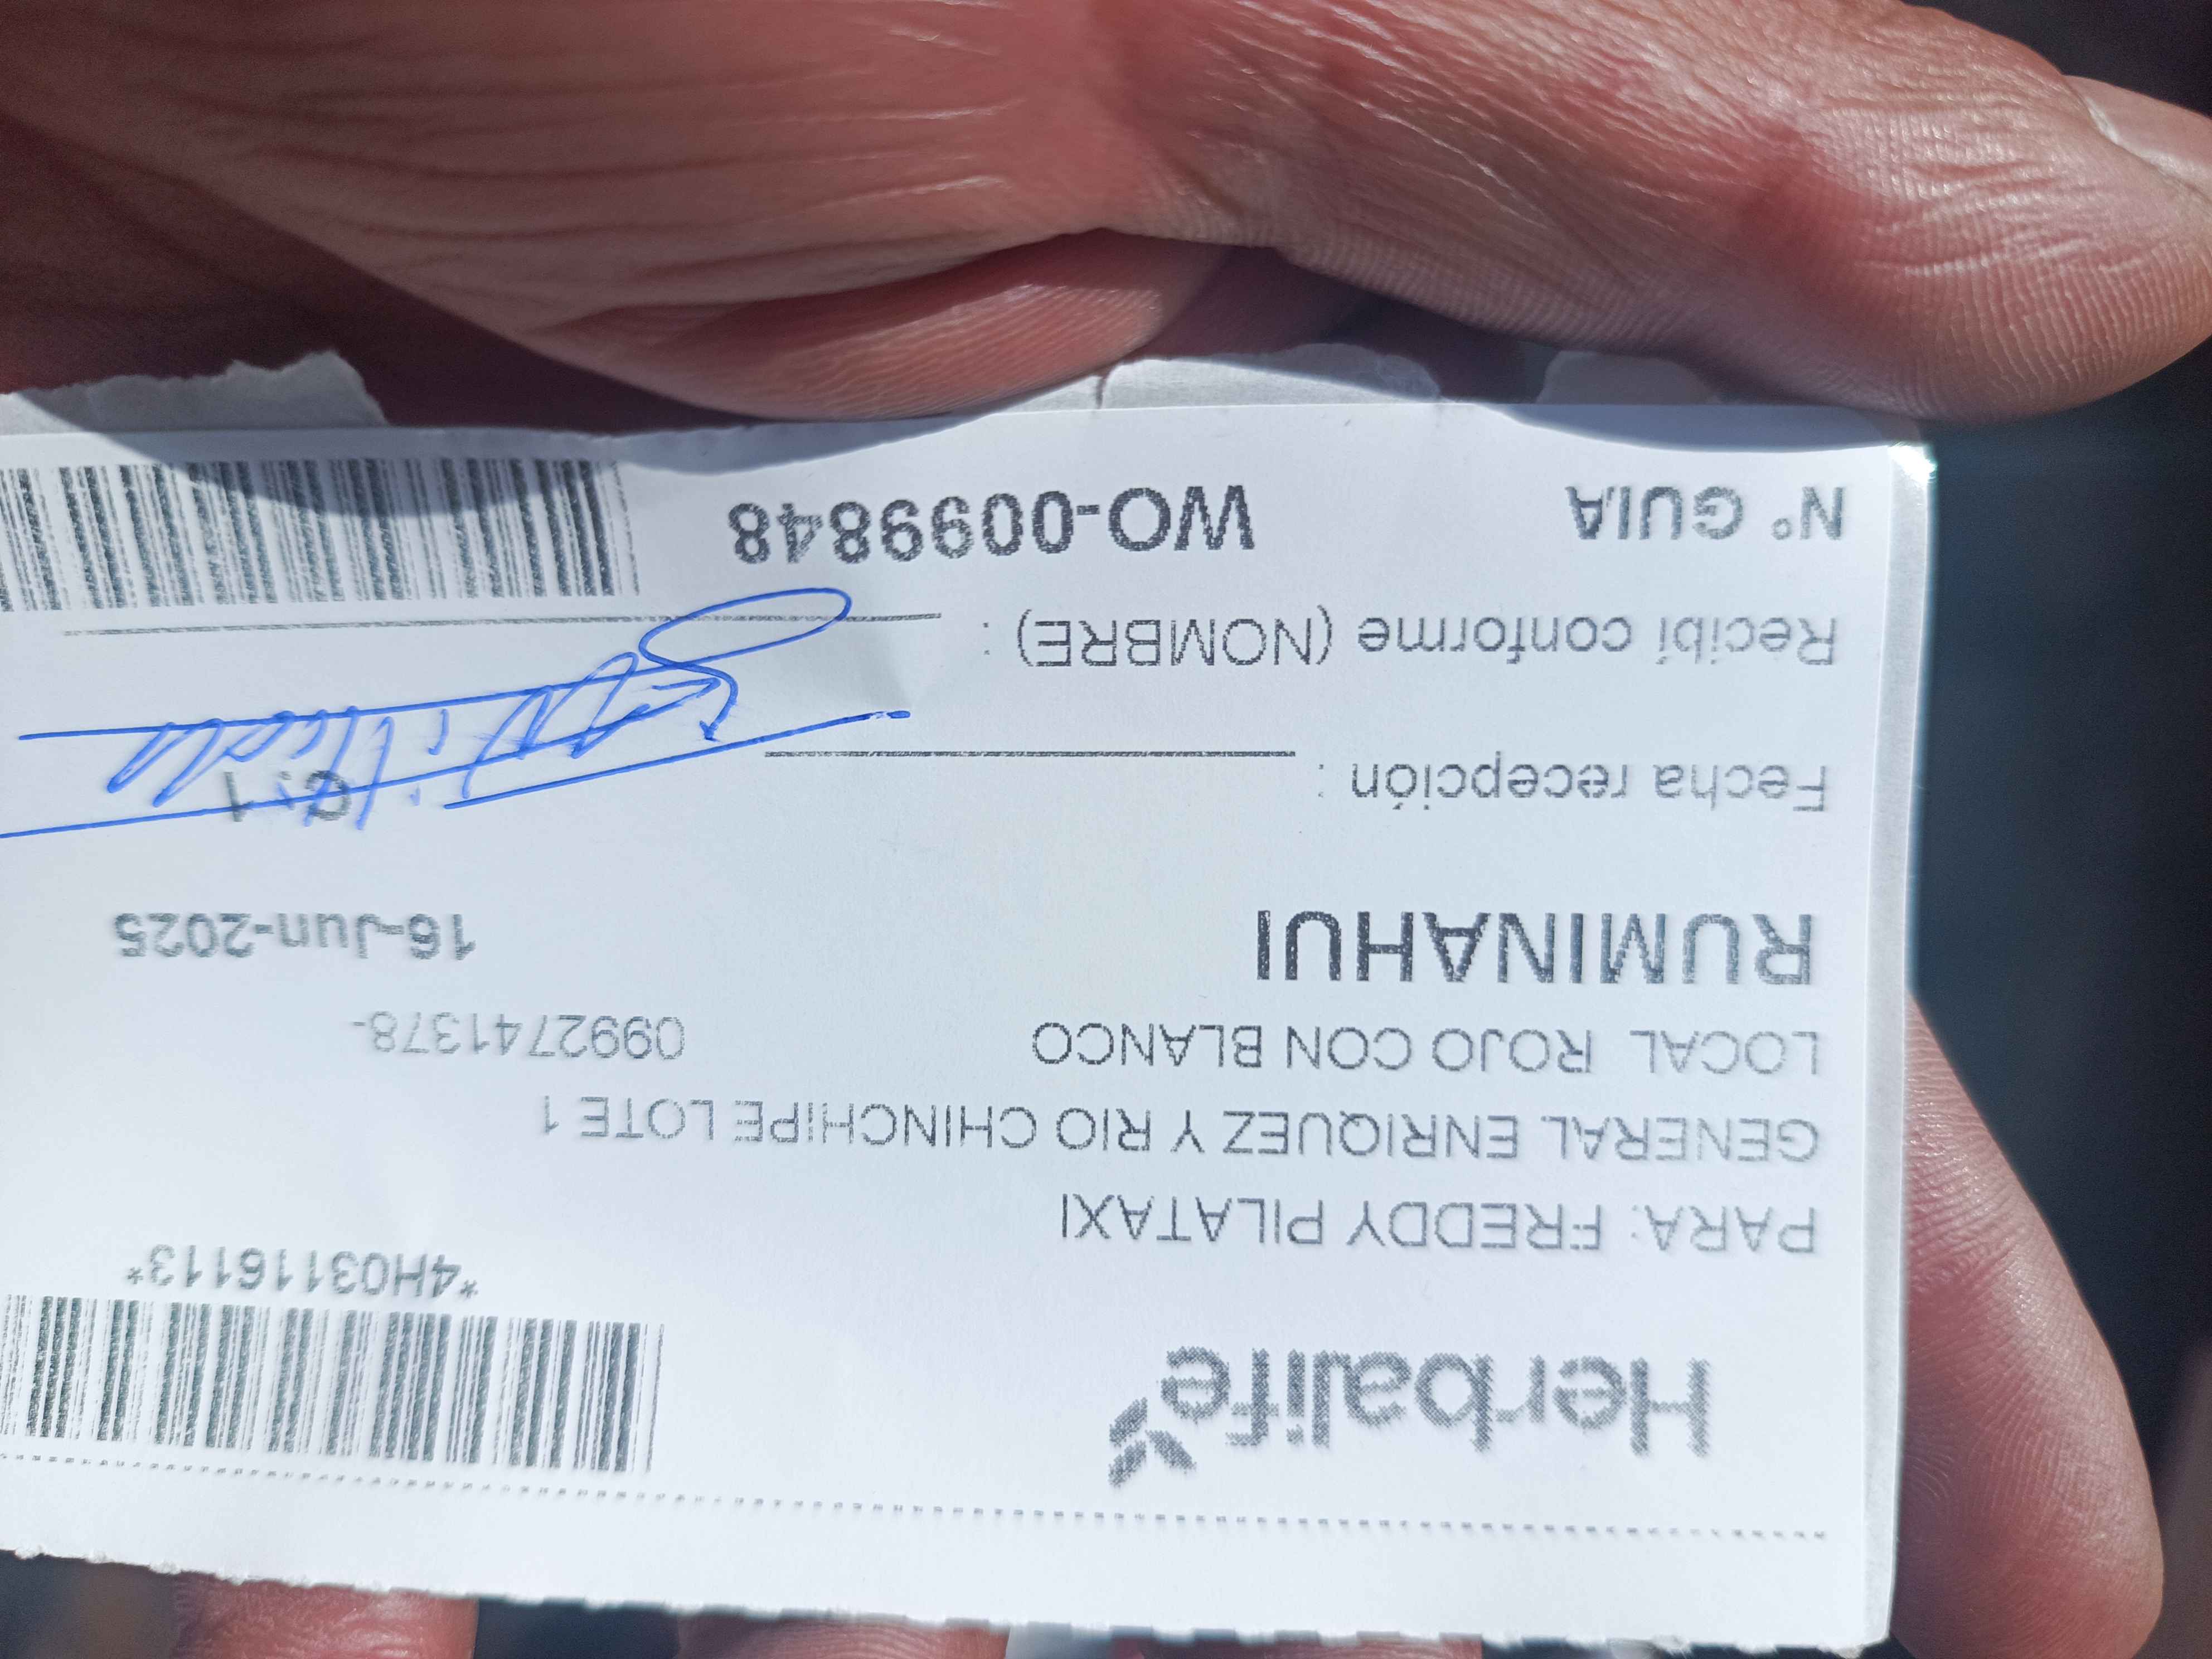 Herbalife
*4H03116113*
PARA: FREDDY PILATAXI
GENERAL ENRIQUEZ Y RIO CHINCHIPE LOTE 1
LOCAL ROJO CON BLANCO 0992741378-
RUMINAHUI 16-Jun-2025
Fecha recepción : C:1
Recibí conforme (NOMBRE) :
N° GUIA WO-0099848